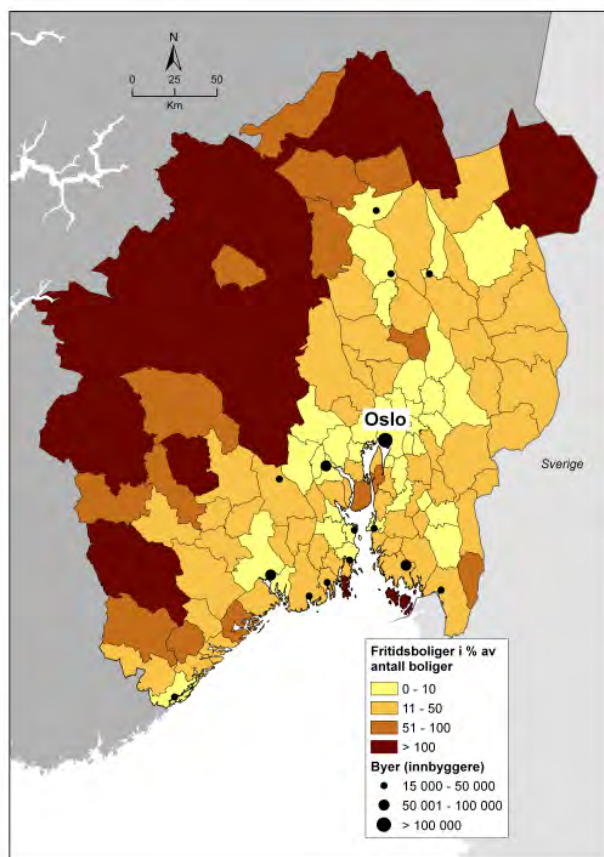 N
0 25 50
Km
Oslo
Sverige
Fritidsboliger i % av
antall boliger
0 - 10
11 - 50
51 - 100
> 100
Byer (innbyggere)
15 000 - 50 000
50 001 - 100 000
> 100 000